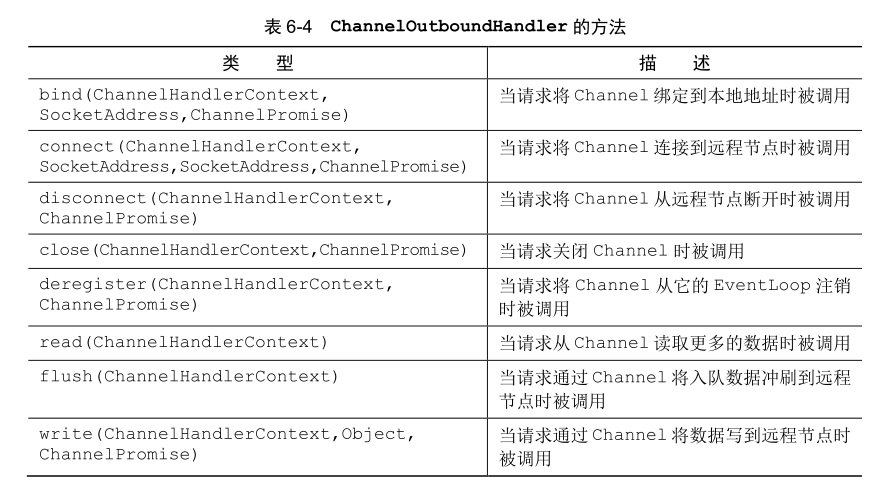 表 6-4 ChannelOutboundHandler 的方法
类 型
描 述
bind(ChannelHandlerContext,
SocketAddress,ChannelPromise)
当请求将 Channel 绑定到本地地址时被调用
connect(ChannelHandlerContext,
SocketAddress,SocketAddress,ChannelPromise)
当请求将 Channel 连接到远程节点时被调用
disconnect(ChannelHandlerContext,
ChannelPromise)
当请求将 Channel 从远程节点断开时被调用
close(ChannelHandlerContext,ChannelPromise)
当请求关闭 Channel 时被调用
deregister(ChannelHandlerContext,
ChannelPromise)
当请求将 Channel 从它的 EventLoop 注销
时被调用
read(ChannelHandlerContext)
当请求从 Channel 读取更多的数据时被调用
flush(ChannelHandlerContext)
当请求通过 Channel 将入队数据冲刷到远程
节点时被调用
write(ChannelHandlerContext,Object,
ChannelPromise)
当请求通过 Channel 将数据写到远程节点时
被调用